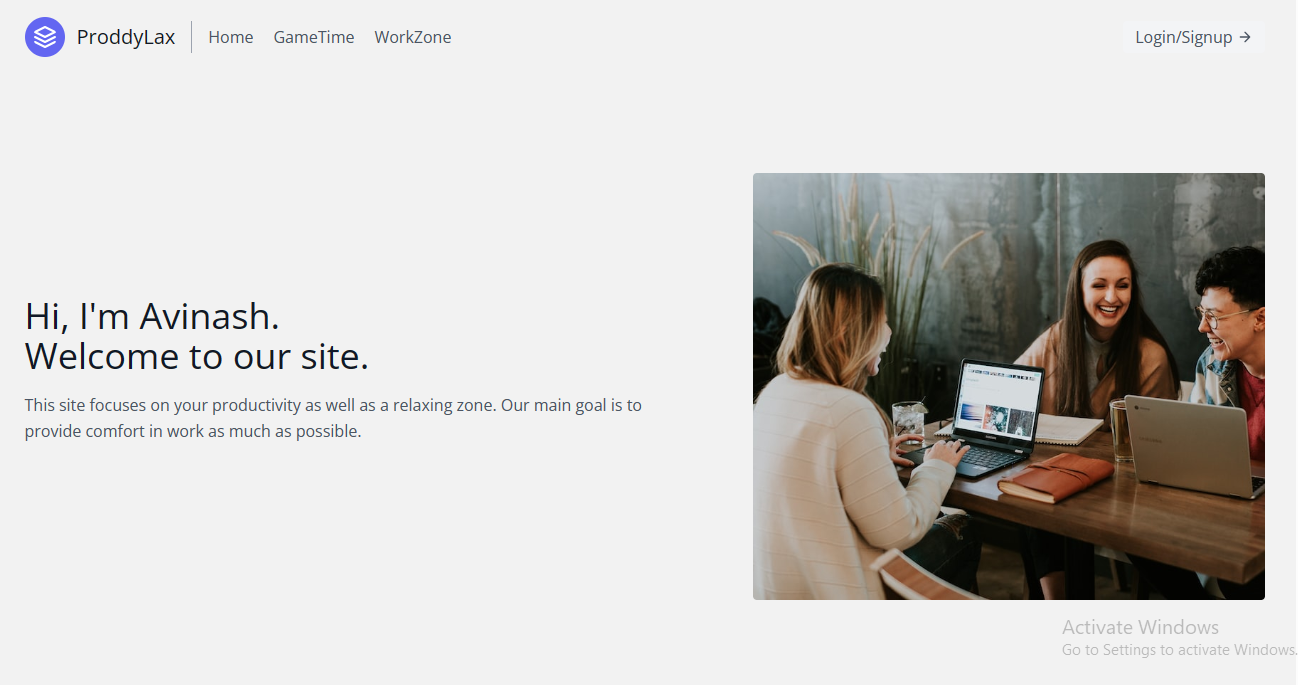 ProddyLax
Home
GameTime
WorkZone
Login/Signup →
Hi, I'm Avinash.
Welcome to our site.
This site focuses on your productivity as well as a relaxing zone. Our main goal is to
provide comfort in work as much as possible.
Activate Windows
Go to Settings to activate Windows.